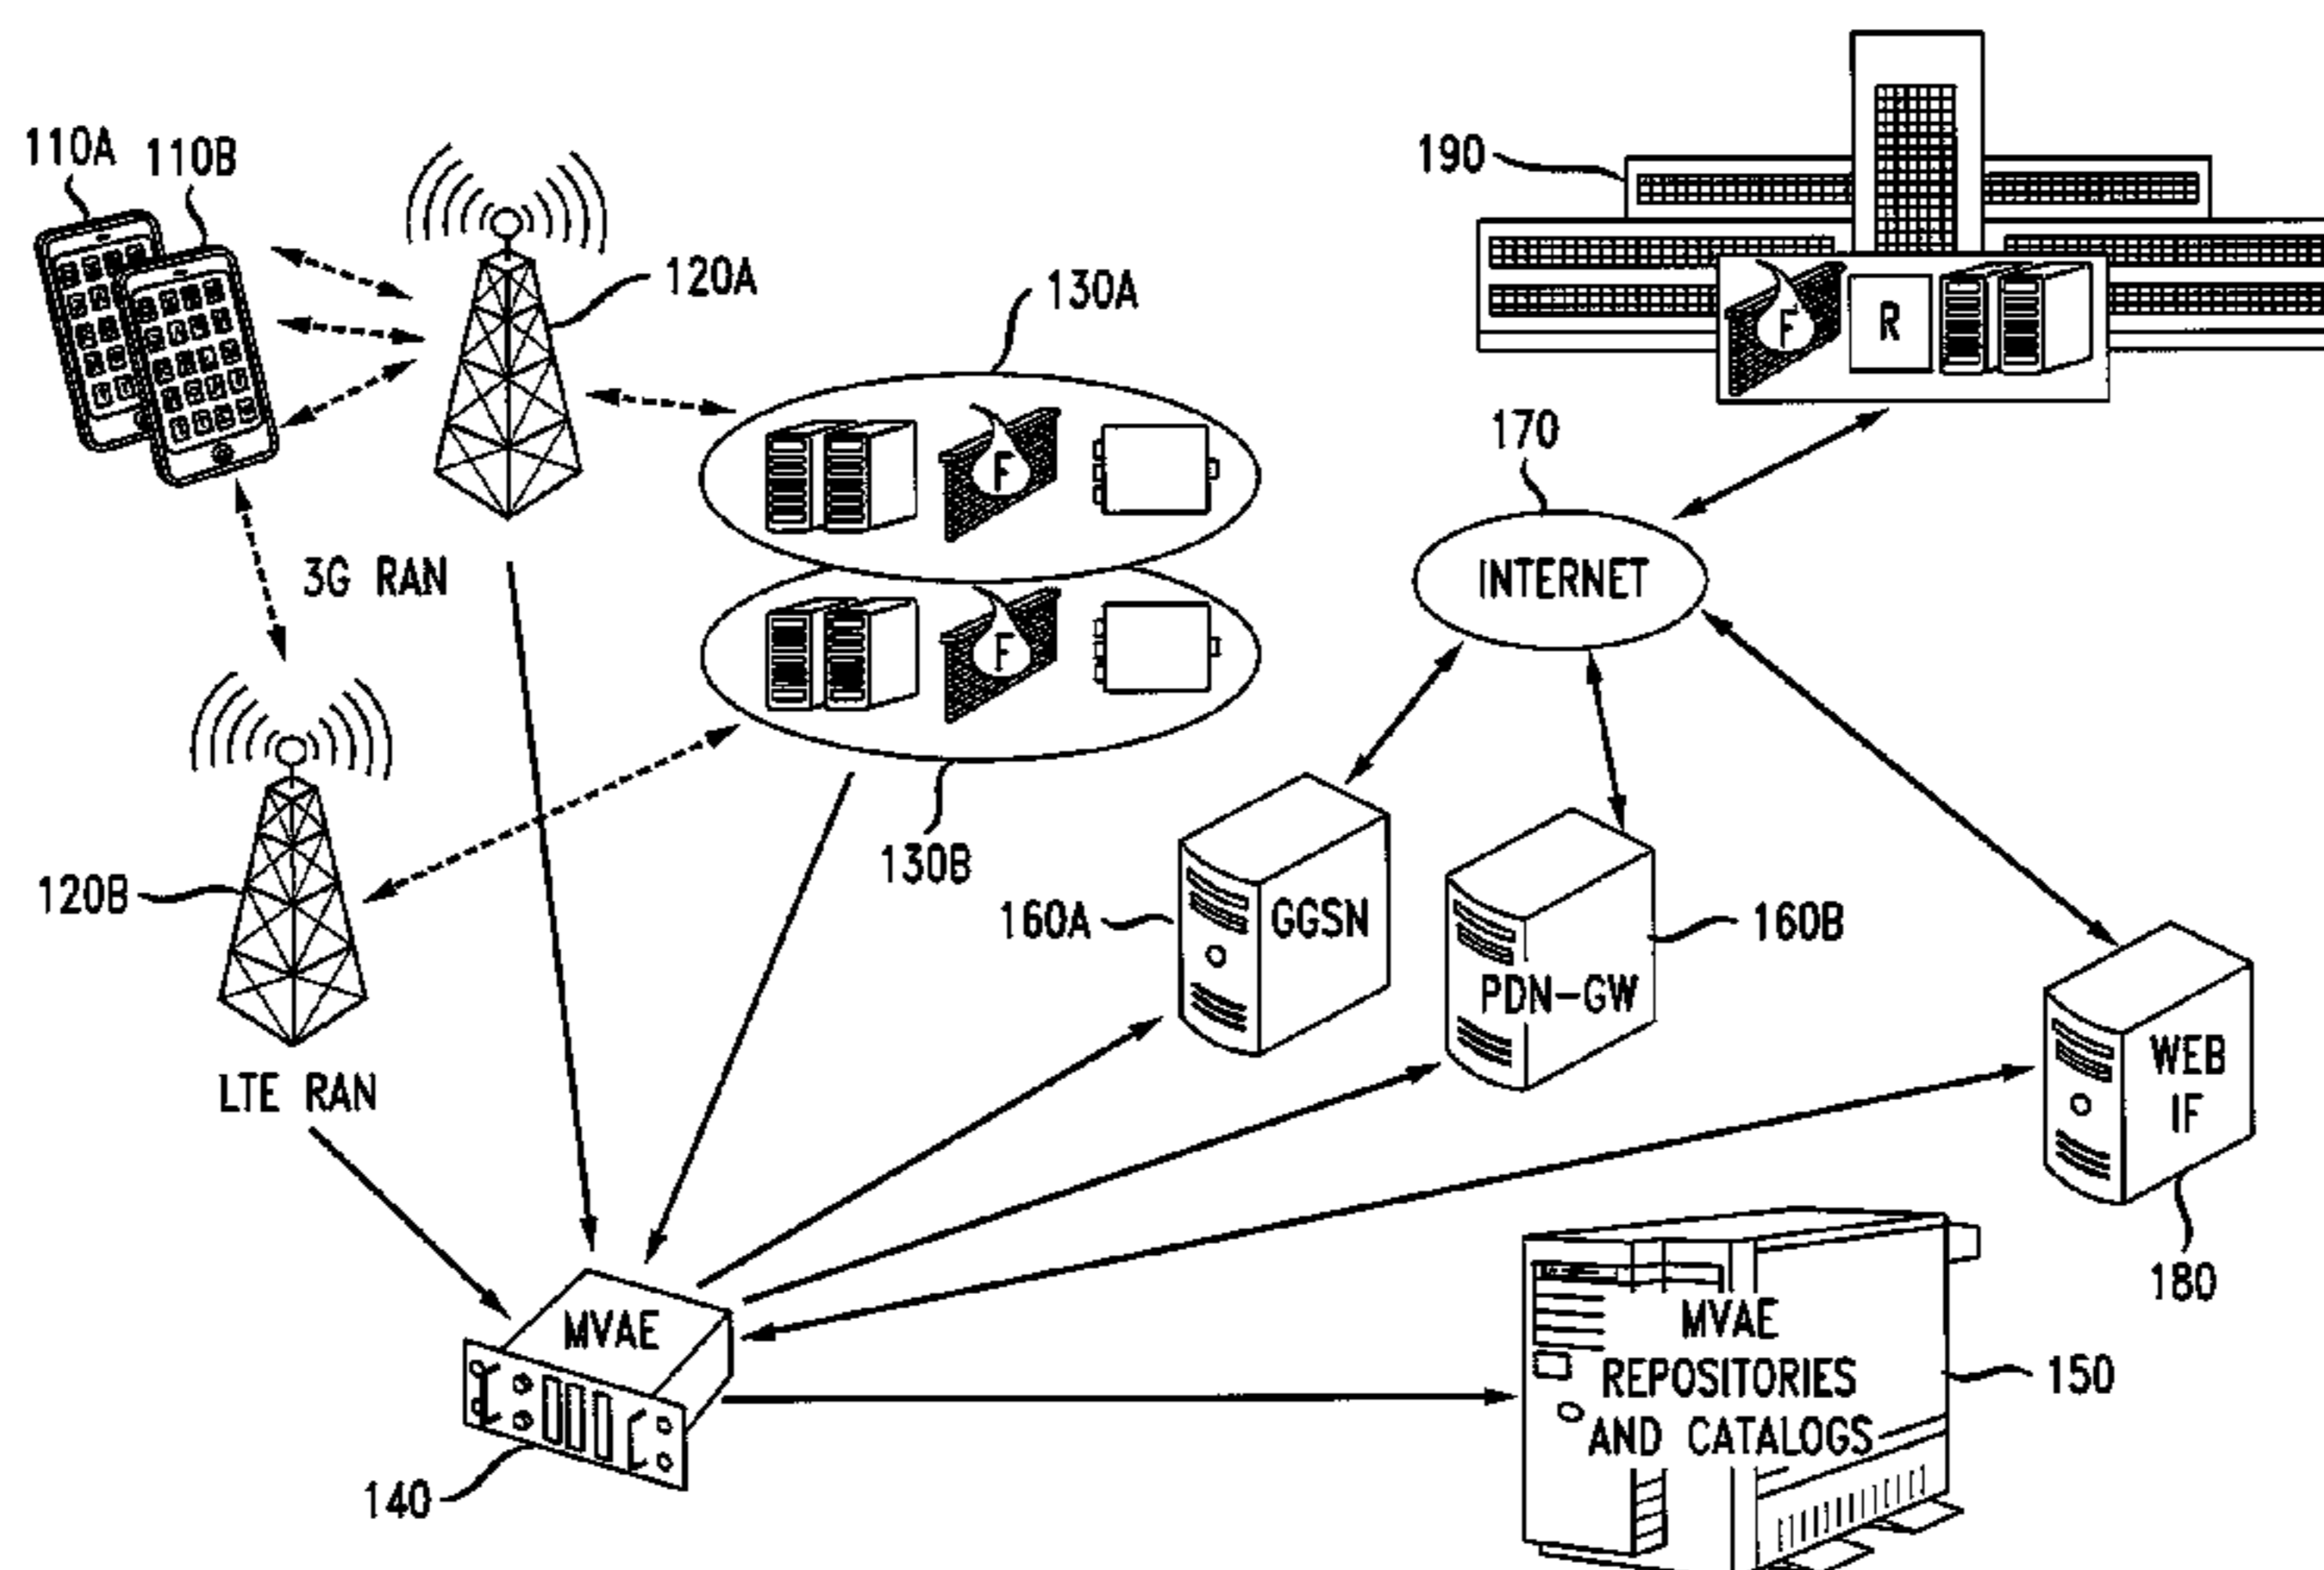 110A
110B
190
120A
130A
F
R
F
170
INTERNET
3G RAN
F
130B
120B
160A
GGSN
160B
PDN-GW
LTE RAN
WEB
IF
180
MVAE
MVAE
REPOSITORIES
AND CATALOGS
150
140